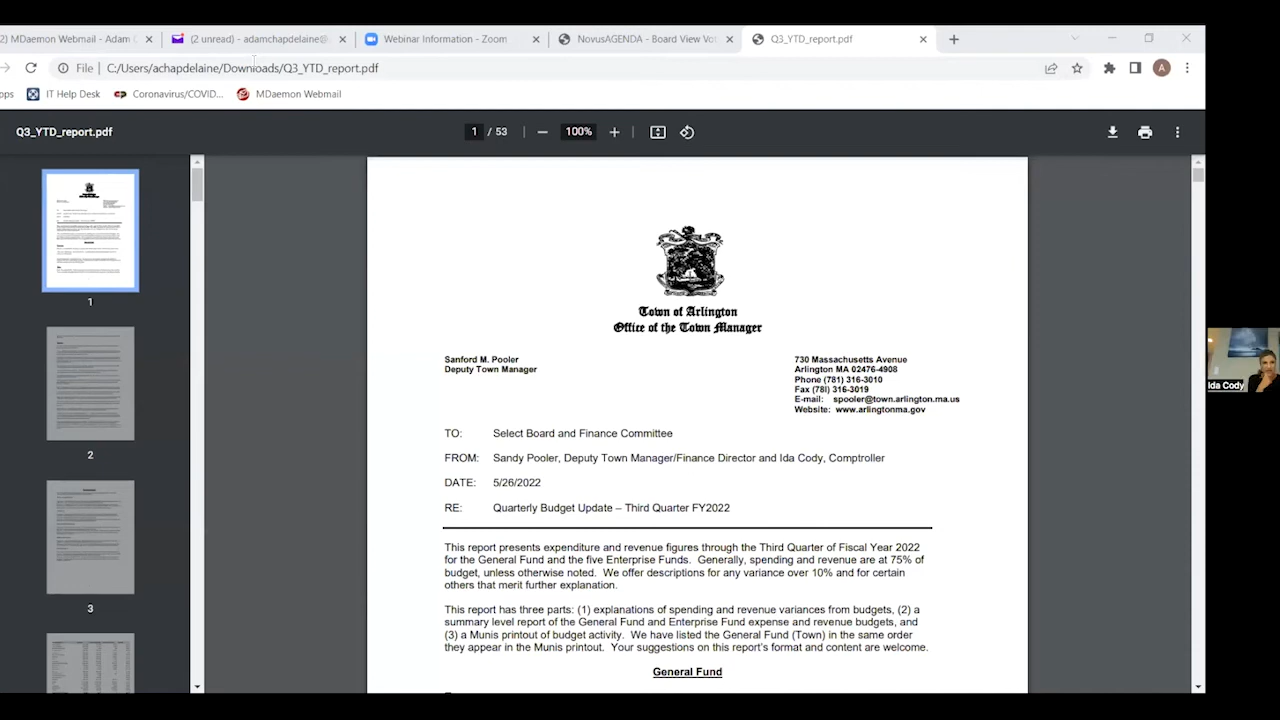 2) MDaemon Webmail - Adam
(2 unread) - adamchapdelaine@
Webinar Information - Zoom
NovusAGENDA - Board View Vo
Q3_YTD_report.pdf
File
C:/Users/achapdelaine/Downloads/Q3_YTD_report.pdf
A
IT Help Desk
Coronavirus/COVID...
MDaemon Webmail
Q3_YTD_report.pdf
1 / 53
100%
1
2
3
Town of Arlington
Office of the Town Manager
Sanford M. Pooler
Deputy Town Manager
730 Massachusetts Avenue
Arlington MA 02476-4908
Phone (781) 316-3010
Fax (781) 316-3019
E-mail: spooler@town.arlington.ma.us
Website: www.arlingtonma.gov
TO: Select Board and Finance Committee
FROM: Sandy Pooler, Deputy Town Manager/Finance Director and Ida Cody, Comptroller
DATE: 5/26/2022
RE: Quarterly Budget Update – Third Quarter FY2022
This report presents expenditure and revenue figures through the Third Quarter of Fiscal Year 2022
for the General Fund and the five Enterprise Funds. Generally, spending and revenue are at 75% of
budget, unless otherwise noted. We offer descriptions for any variance over 10% and for certain
others that merit further explanation.
This report has three parts: (1) explanations of spending and revenue variances from budgets, (2) a
summary level report of the General Fund and Enterprise Fund expense and revenue budgets, and
(3) a Munis printout of budget activity. We have listed the General Fund (Town) in the same order
they appear in the Munis printout. Your suggestions on this report's format and content are welcome.
General Fund
Ida Cody